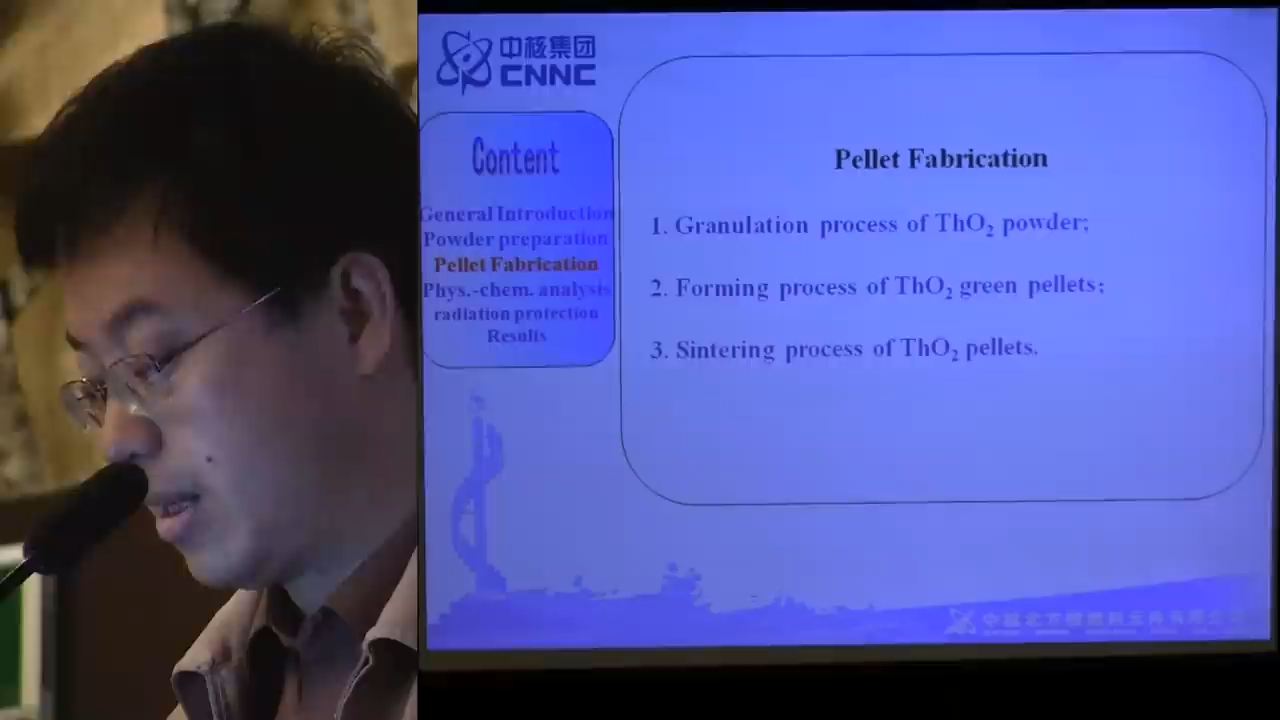 中核集团
CNNC
Content
General Introduction
Powder preparation
Pellet Fabrication
Phys.-chem. analysis
radiation protection
Results
Pellet Fabrication
1. Granulation process of ThO₂ powder;
2. Forming process of ThO₂ green pellets;
3. Sintering process of ThO₂ pellets.